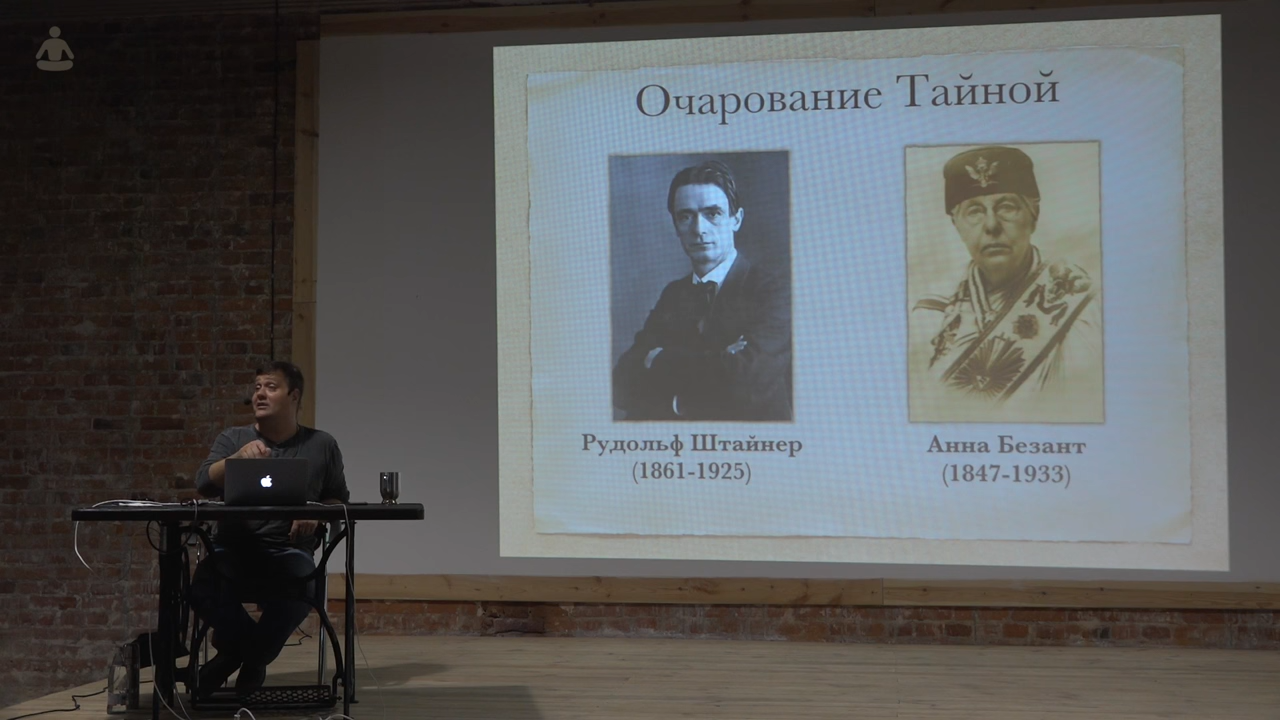 Очарование Тайной
Рудольф Штайнер
(1861-1925)
Анна Безант
(1847-1933)